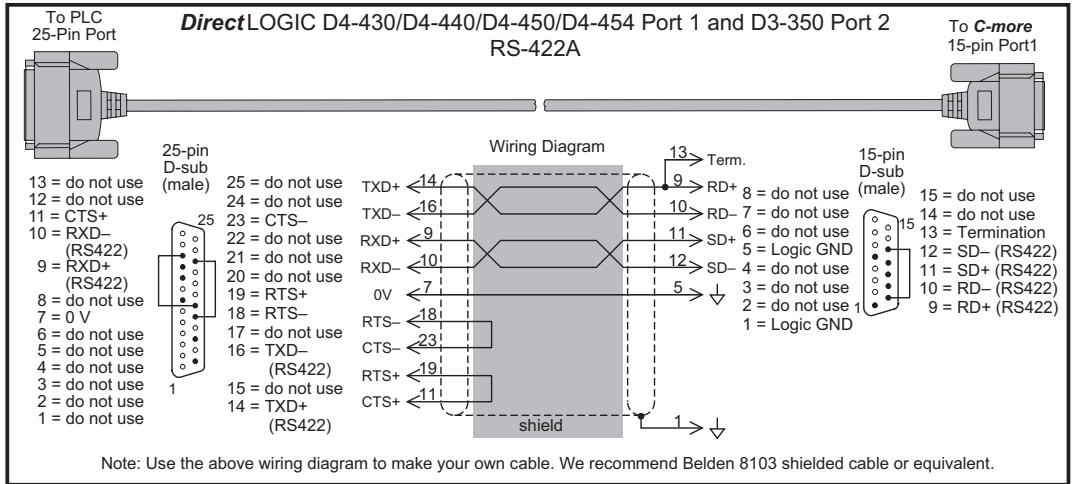 To PLC
25-Pin Port
DirectLOGIC D4-430/D4-440/D4-450/D4-454 Port 1 and D3-350 Port 2
RS-422A
To C-more
15-pin Port1
25-pin
D-sub
(male)
13 = do not use
12 = do not use
11 = CTS+
10 = RXD–
(RS422)
9 = RXD+
(RS422)
8 = do not use
7 = 0 V
6 = do not use
5 = do not use
4 = do not use
3 = do not use
2 = do not use
1 = do not use
25
1
25 = do not use
24 = do not use
23 = CTS–
22 = do not use
21 = do not use
20 = do not use
19 = RTS+
18 = RTS–
17 = do not use
16 = TXD–
(RS422)
15 = do not use
14 = TXD+
(RS422)
Wiring Diagram
13 Term.
TXD+ 14 9 RD+
TXD– 16 10 RD–
RXD+ 9 11 SD+
RXD– 10 12 SD–
0V 7 5
RTS– 18
CTS– 23
RTS+ 19
CTS+ 11
shield
1
8 = do not use
7 = do not use
6 = do not use
5 = Logic GND
4 = do not use
3 = do not use
2 = do not use
1 = Logic GND
15-pin
D-sub
(male)
15
1
15 = do not use
14 = do not use
13 = Termination
12 = SD– (RS422)
11 = SD+ (RS422)
10 = RD– (RS422)
9 = RD+ (RS422)
Note: Use the above wiring diagram to make your own cable. We recommend Belden 8103 shielded cable or equivalent.